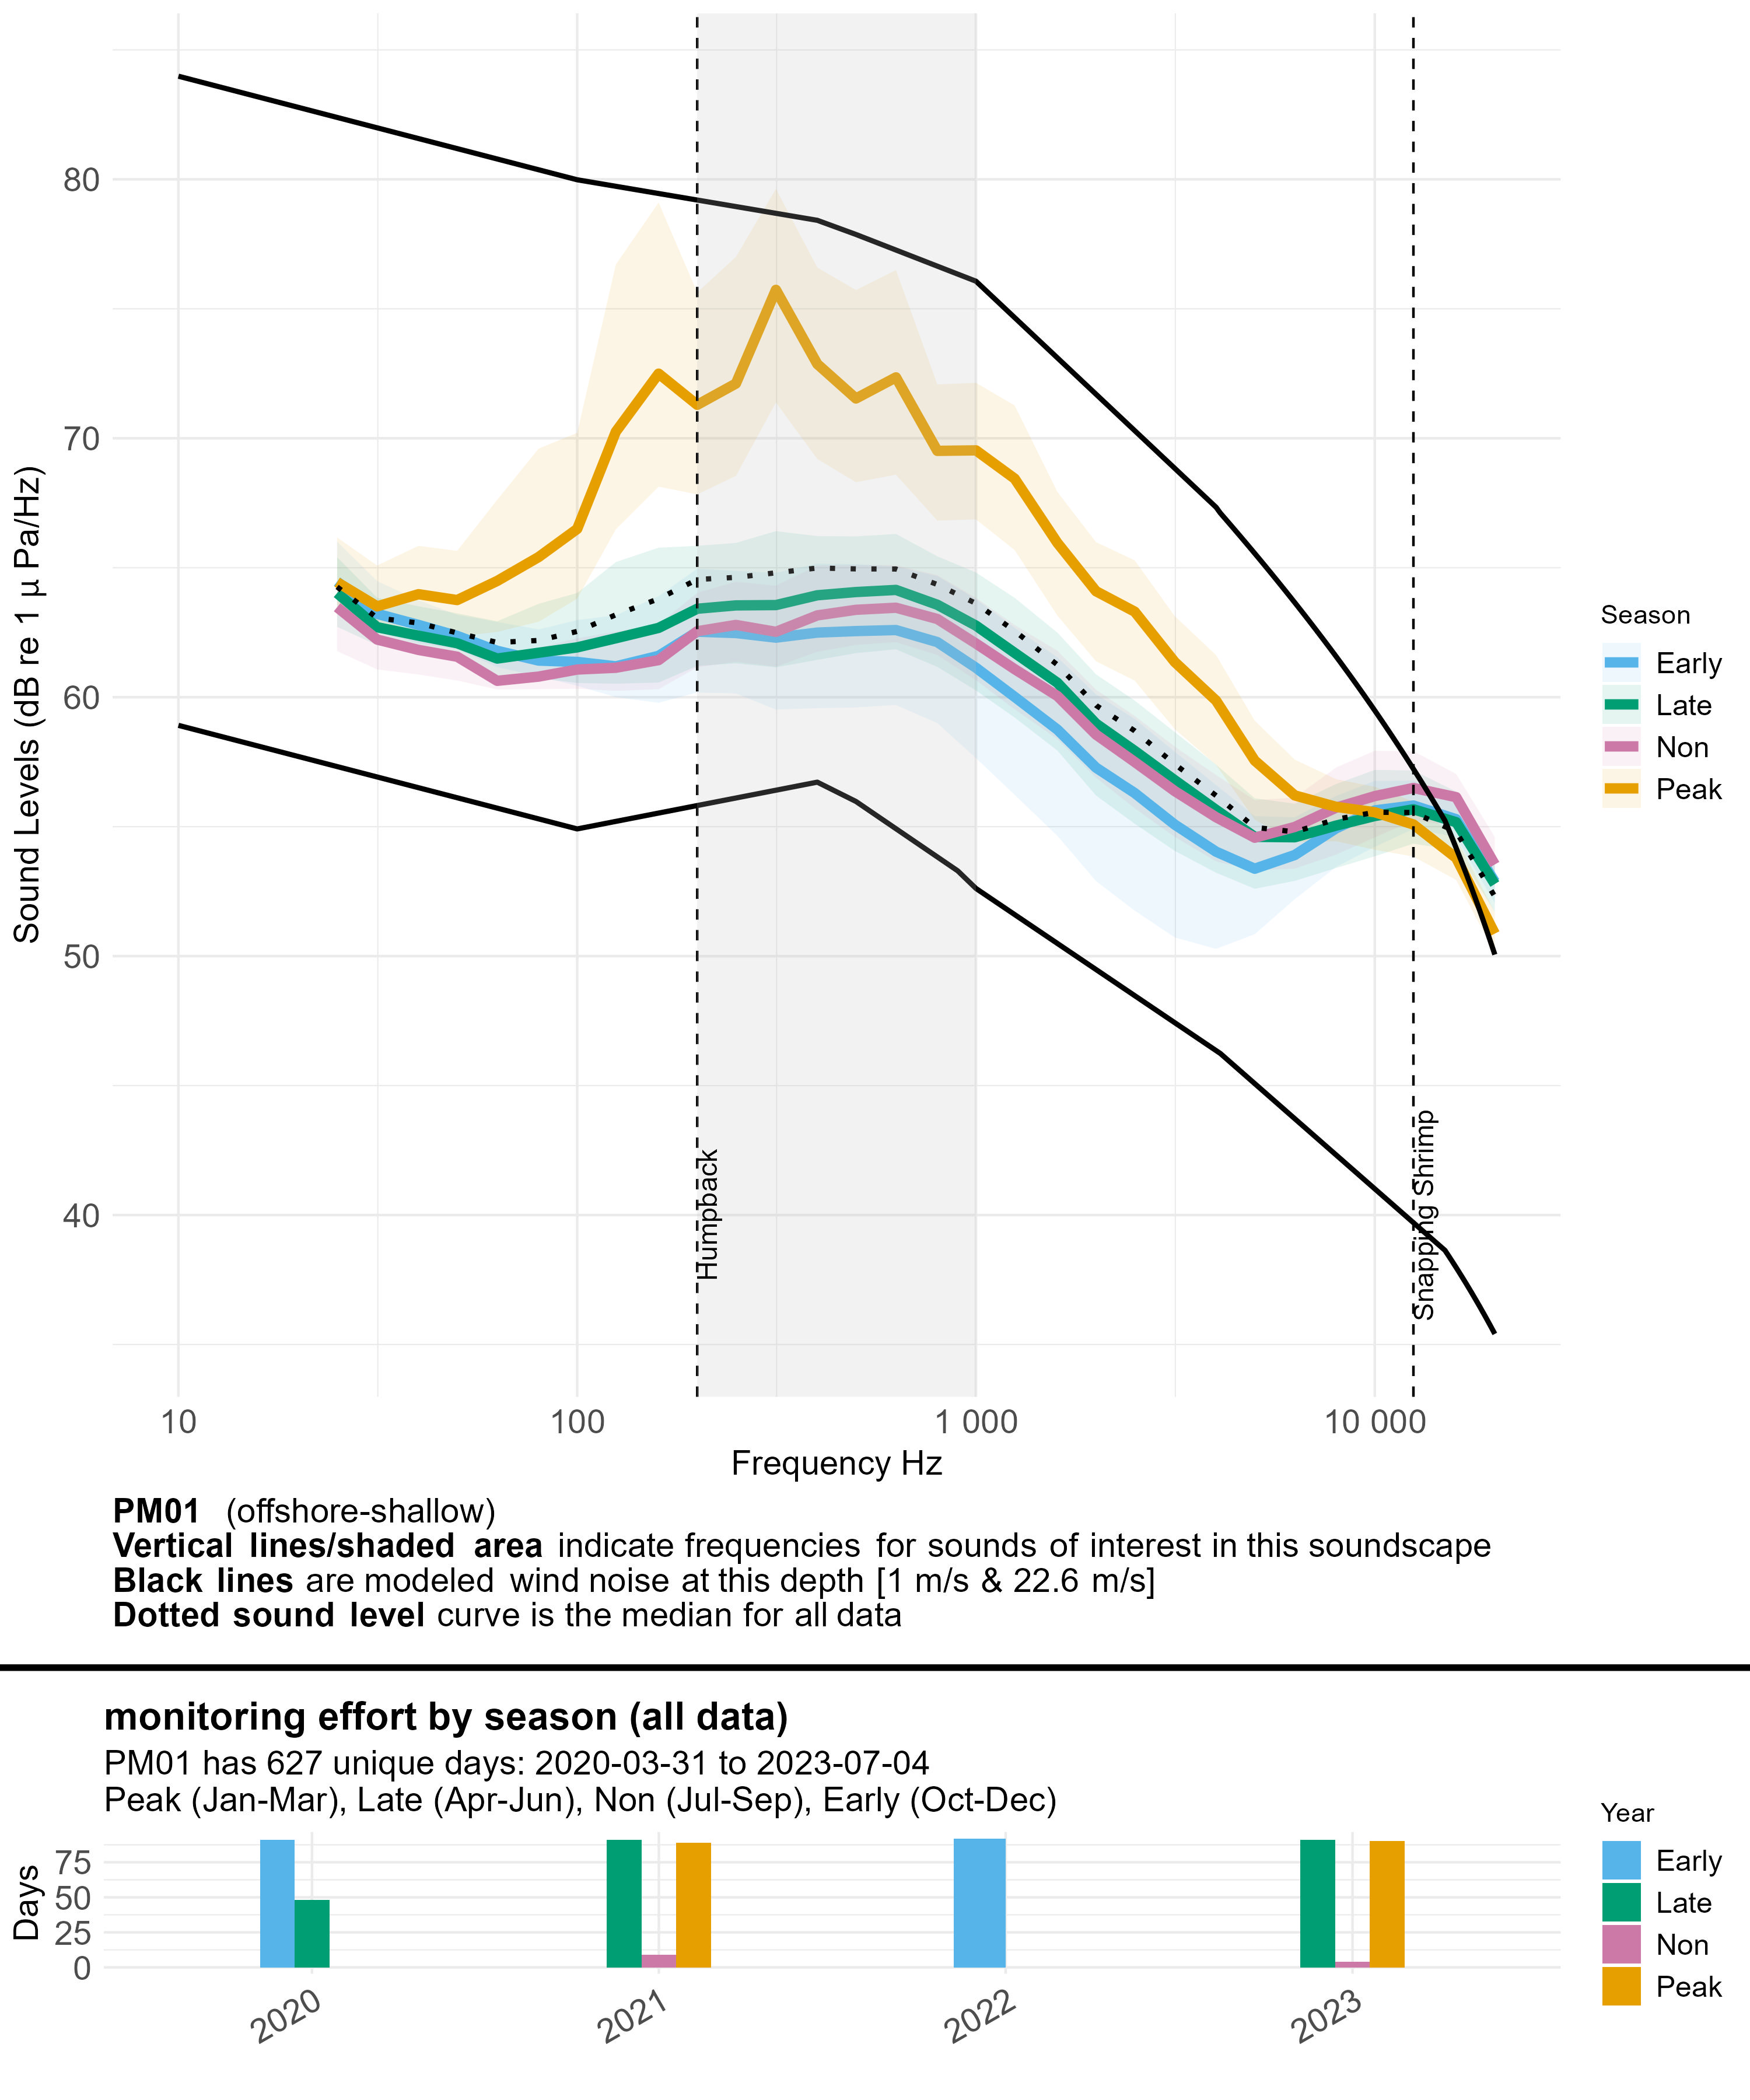 80
70
60
50
40
Sound Levels (dB re 1 µ Pa/Hz)
Humpback
Snapping Shrimp
10
100
1 000
10 000
Frequency Hz
Season
Early
Late
Non
Peak
PM01 (offshore-shallow)
Vertical lines/shaded area indicate frequencies for sounds of interest in this soundscape
Black lines are modeled wind noise at this depth [1 m/s & 22.6 m/s]
Dotted sound level curve is the median for all data
monitoring effort by season (all data)
PM01 has 627 unique days: 2020-03-31 to 2023-07-04
Peak (Jan-Mar), Late (Apr-Jun), Non (Jul-Sep), Early (Oct-Dec)
Days
75
50
25
0
2020
2021
2022
2023
Year
Early
Late
Non
Peak